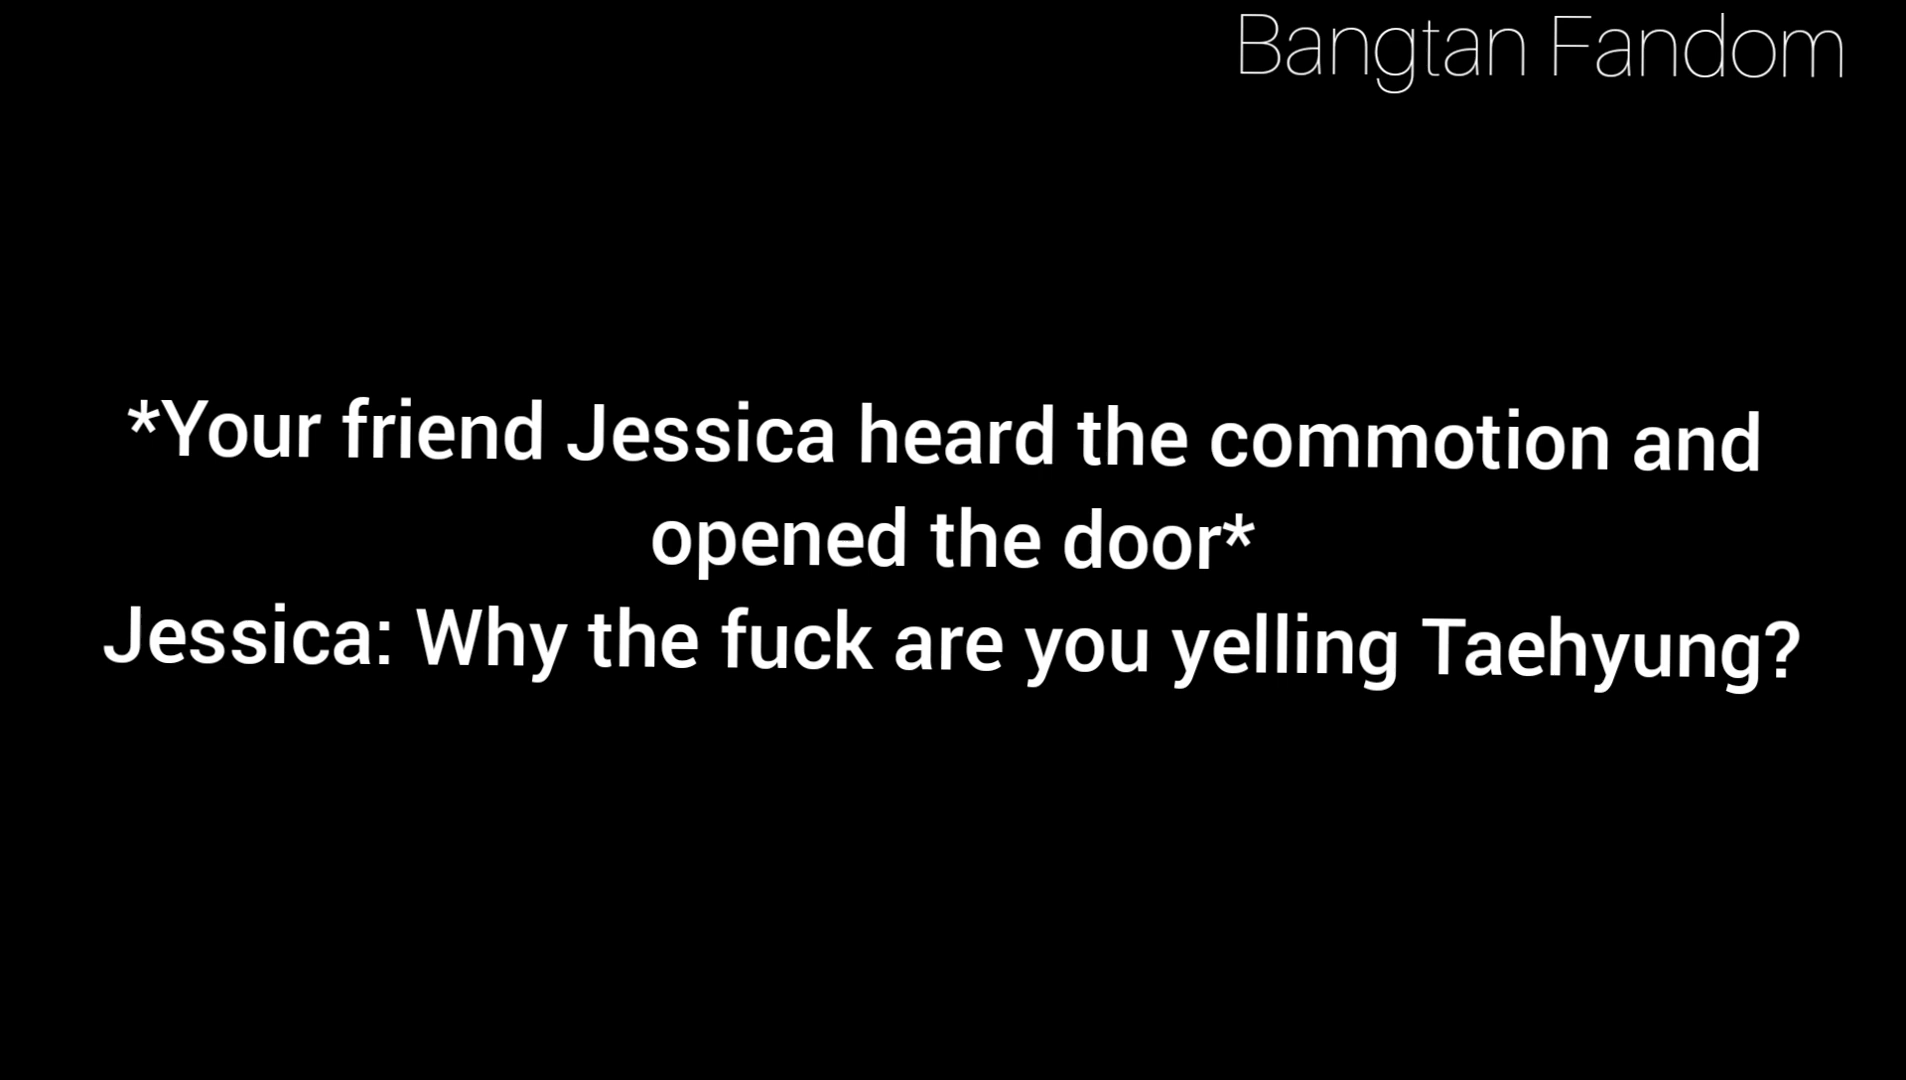 Bangtan Fandom
*Your friend Jessica heard the commotion and
opened the door*
Jessica: Why the fuck are you yelling Taehyung?